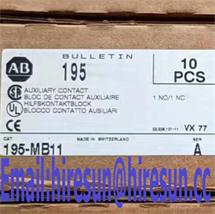 BULLETIN
AB
195
10
PCS
AUXILIARY CONTACT
BLOC DE CONTACT AUXILIAIRE
HILFSKONTAKTBLOCK
BLOCCO CONTATTO AUSILIARI
1 NO/1 NC
VX 77
CAT
MADE IN SWITZERLAND
SER
195-MB11
A
Email:hiresun@hiresun.cc